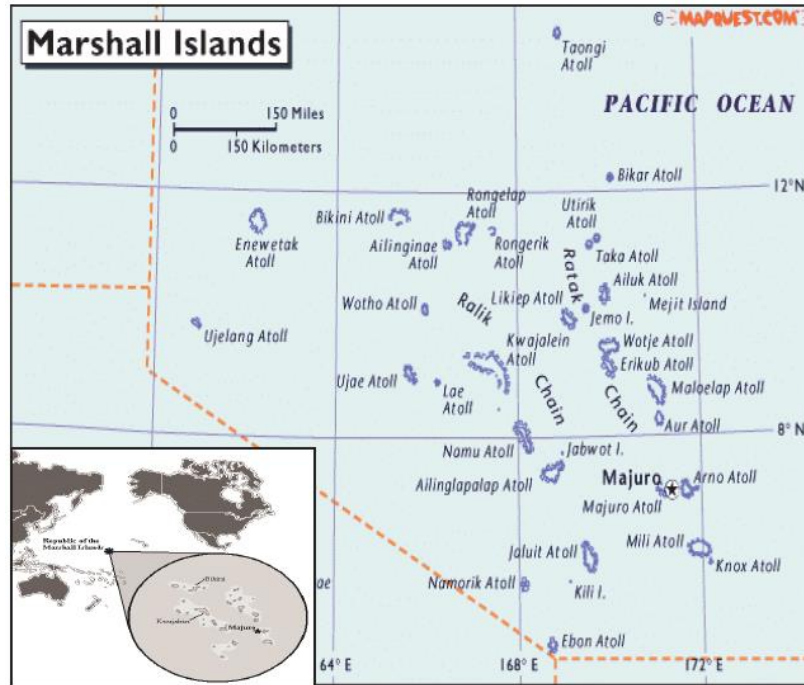 © MAPQUEST.COM
Marshall Islands
Taongi
Atoll
0 150 Miles
0 150 Kilometers
PACIFIC OCEAN
Bikar Atoll
12° N
Rongelap
Atoll
Utirik
Atoll
Bikini Atoll
Enewetak
Atoll
Ailinginae
Atoll
Rongerik
Atoll
Taka Atoll
Ratak
Chain
Ailuk Atoll
Mejit Island
Likiep Atoll
Jemo I.
Wotho Atoll
Ralik
Chain
Ujelang Atoll
Kwajalein
Atoll
Wotje Atoll
Erikub Atoll
Ujae Atoll
Lae
Atoll
Maloelap Atoll
Aur Atoll
8° N
Namu Atoll
Jabwot I.
Ailinglapalap Atoll
Majuro
Arno Atoll
Majuro Atoll
Jaluit Atoll
Mili Atoll
Knox Atoll
Namorik Atoll
Kili I.
Ebon Atoll
64° E
168° E
172° E
Republic of the
Marshall Islands
Bikini
Kwajalein
Majuro
ae